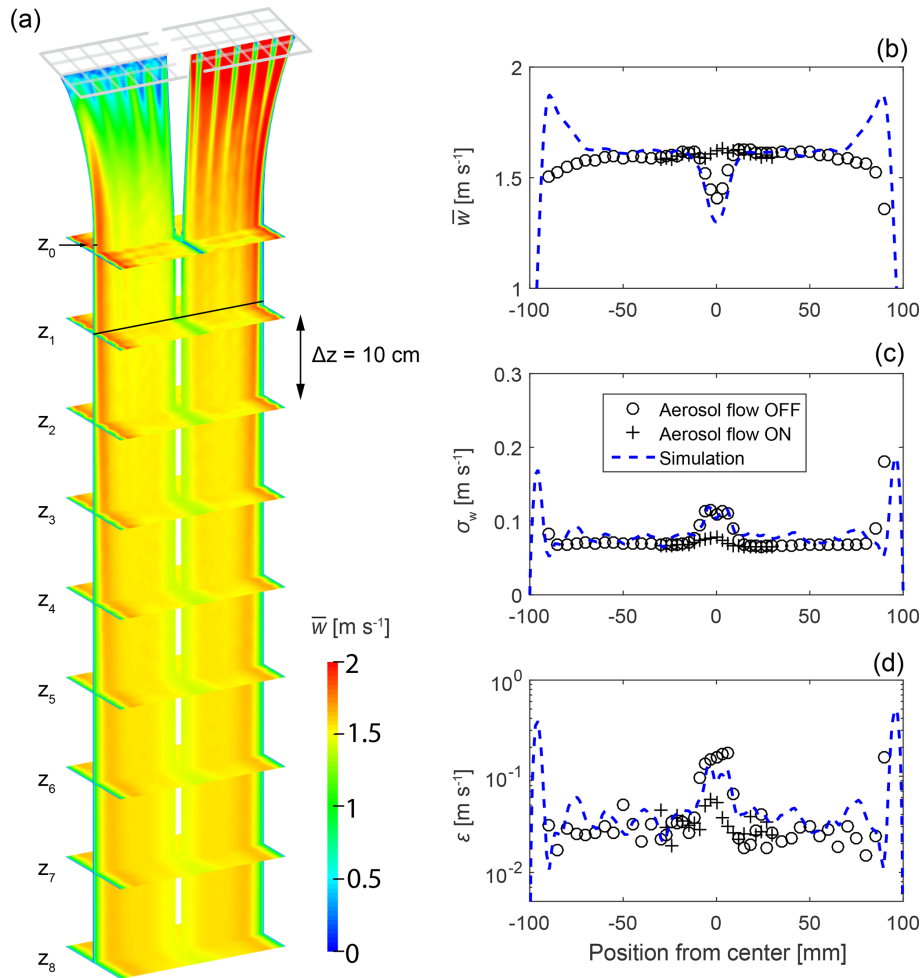 (a)
z0
z1
Δz = 10 cm
z2
z3
z4
z5
z6
z7
z8
w̅ [m s-1]
2
1.5
1
0.5
0
(b)
2
1.5
1
w̅ [m s-1]
-100 -50 0 50 100
(c)
0.3
0.2
0.1
0
σw [m s-1]
Aerosol flow OFF
Aerosol flow ON
Simulation
-100 -50 0 50 100
(d)
10^0
10^-1
10^-2
ε [m s-1]
-100 -50 0 50 100
Position from center [mm]